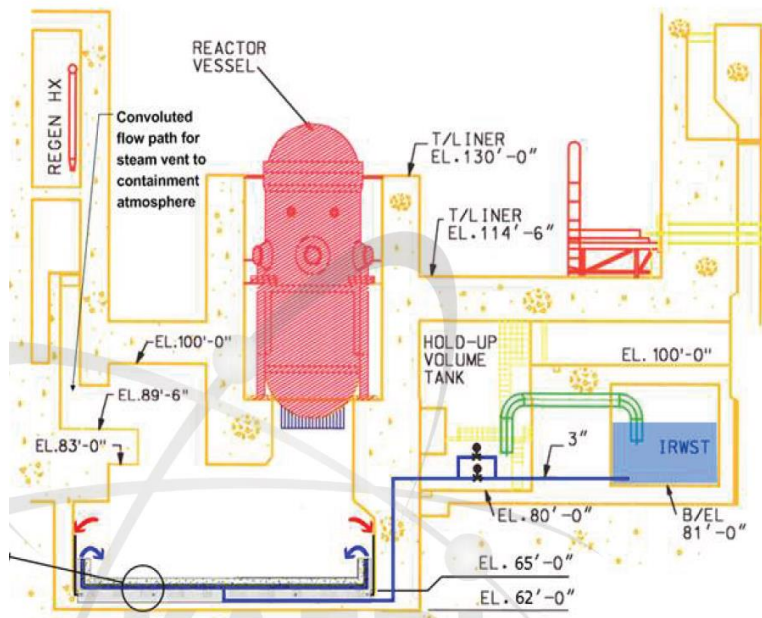 REACTOR
VESSEL
REGEN HX
Convoluted
flow path for
steam vent to
containment
atmosphere
T/LINER
EL.130'-0"
T/LINER
EL.114'-6"
EL.100'-0"
HOLD-UP
VOLUME
TANK
EL. 100'-0"
EL.89'-6"
EL.83'-0"
3"
IRWST
EL.80'-0"
B/EL
81'-0"
EL. 65'-0"
EL. 62'-0"